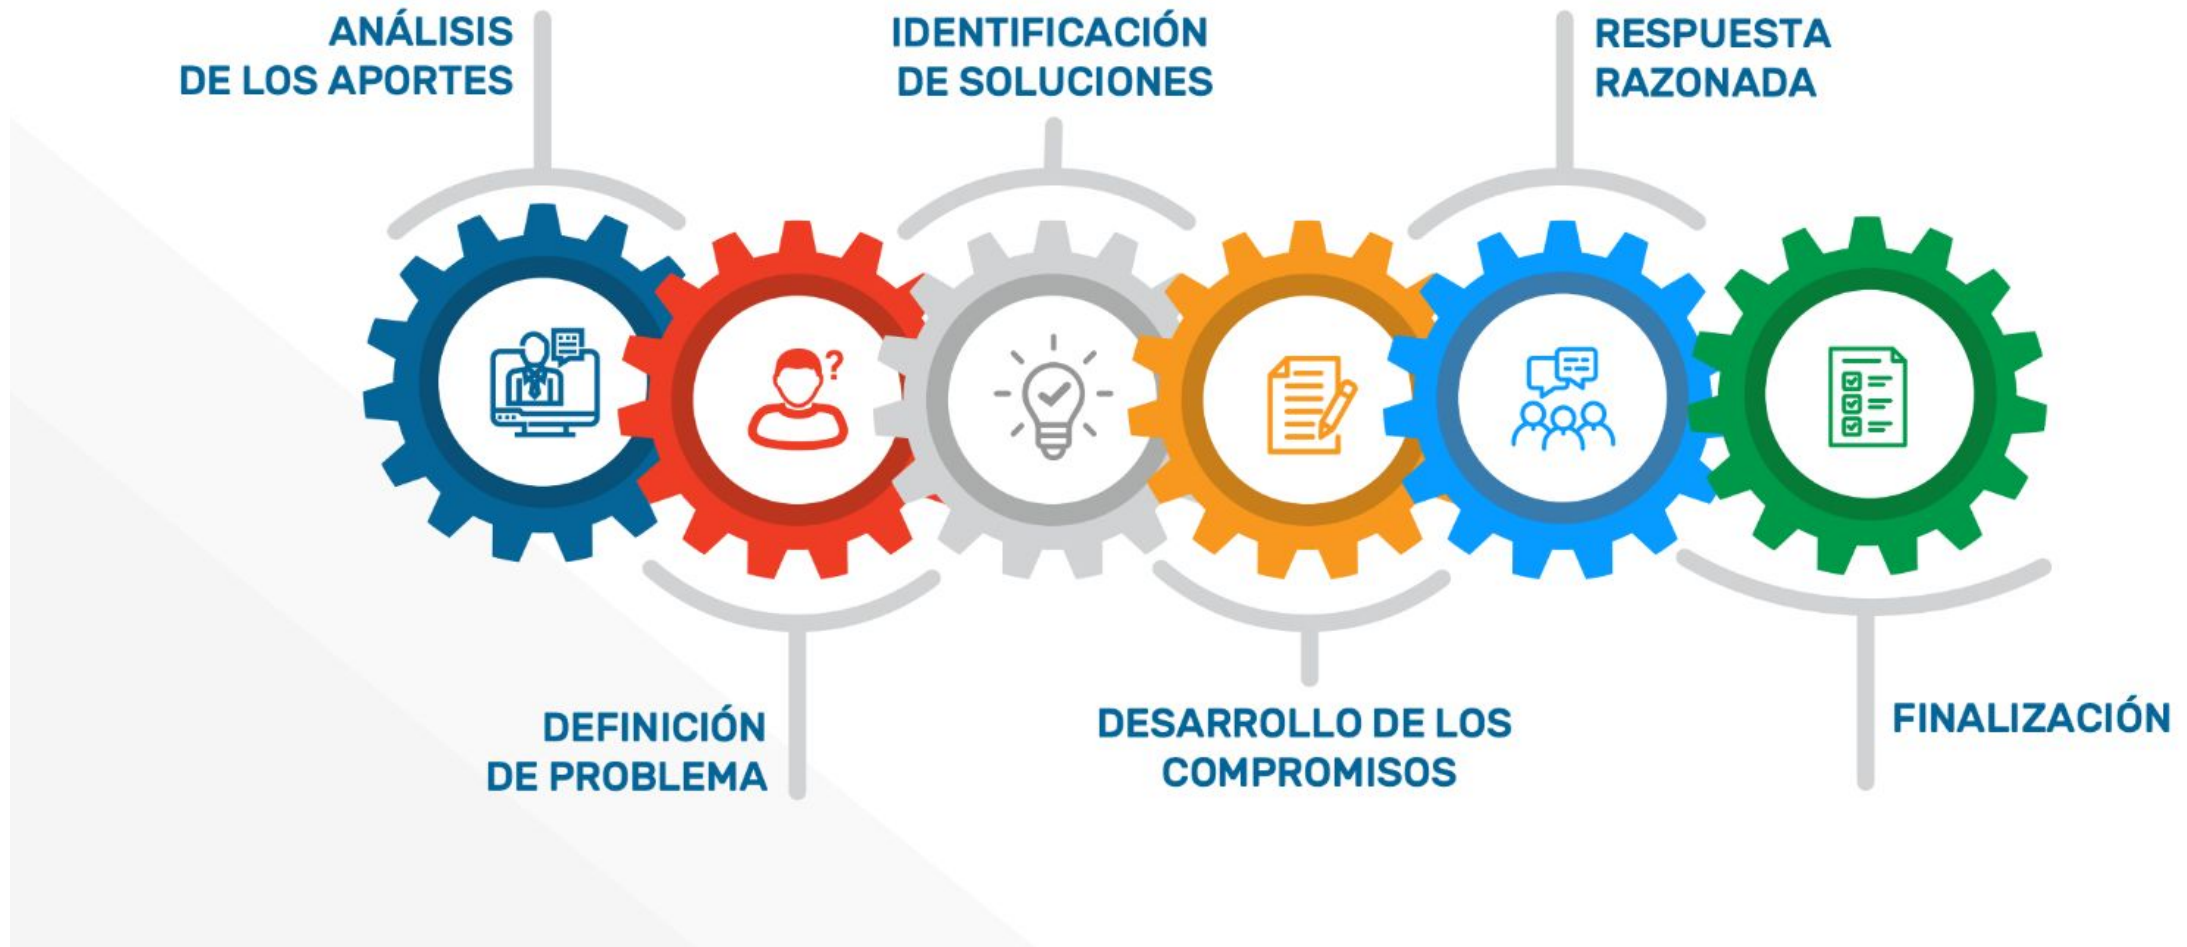 ANÁLISIS
DE LOS APORTES
IDENTIFICACIÓN
DE SOLUCIONES
RESPUESTA
RAZONADA
?
DEFINICIÓN
DE PROBLEMA
DESARROLLO DE LOS
COMPROMISOS
FINALIZACIÓN